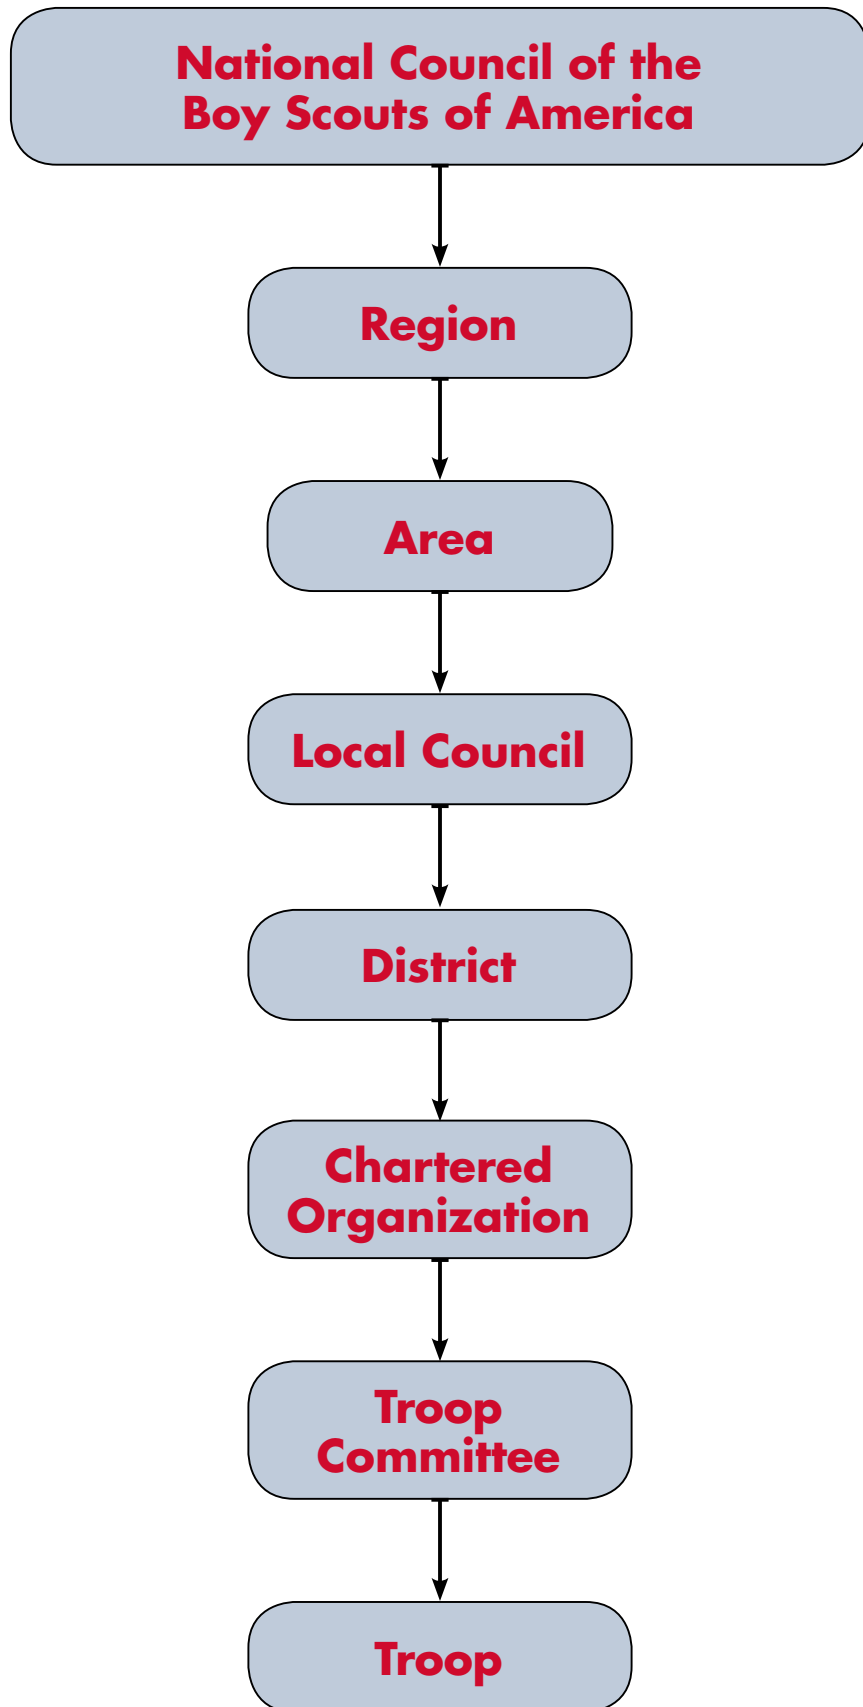 National Council of the
Boy Scouts of America
Region
Area
Local Council
District
Chartered
Organization
Troop
Committee
Troop